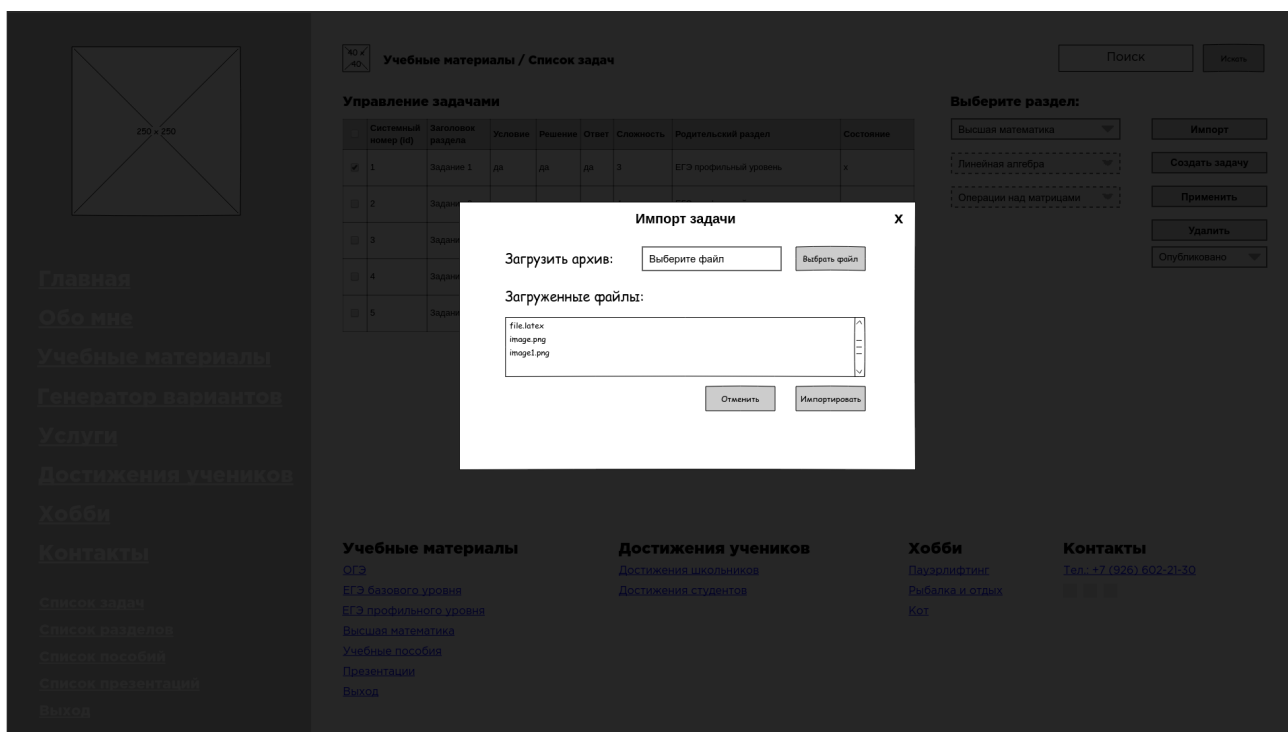 250 x 250
Главная
Обо мне
Учебные материалы
Генератор вариантов
Услуги
Достижения учеников
Хобби
Контакты
Список задач
Список разделов
Список пособий
Список презентаций
Выход
40 x
40
Учебные материалы / Список задач
Поиск
Искать
Управление задачами
Системный номер (id) Заголовок раздела Условие Решение Ответ Сложность Родительский раздел Состояние
1 Задание 1 да да да 3 ЕГЭ профильный уровень x
2
3
4
5
Выберите раздел:
Высшая математика
Линейная алгебра
Операции над матрицами
Импорт
Создать задачу
Применить
Удалить
Опубликовано
Импорт задачи
X
Загрузить архив:
Выберите файл
Выбрать файл
Загруженные файлы:
file.latex
image.png
image1.png
Отменить
Импортировать
Учебные материалы
ОГЭ
ЕГЭ базового уровня
ЕГЭ профильного уровня
Высшая математика
Учебные пособия
Презентации
Выход
Достижения учеников
Достижения школьников
Достижения студентов
Хобби
Пауэрлифтинг
Рыбалка и отдых
Кот
Контакты
Тел.: +7 (926) 602-21-30